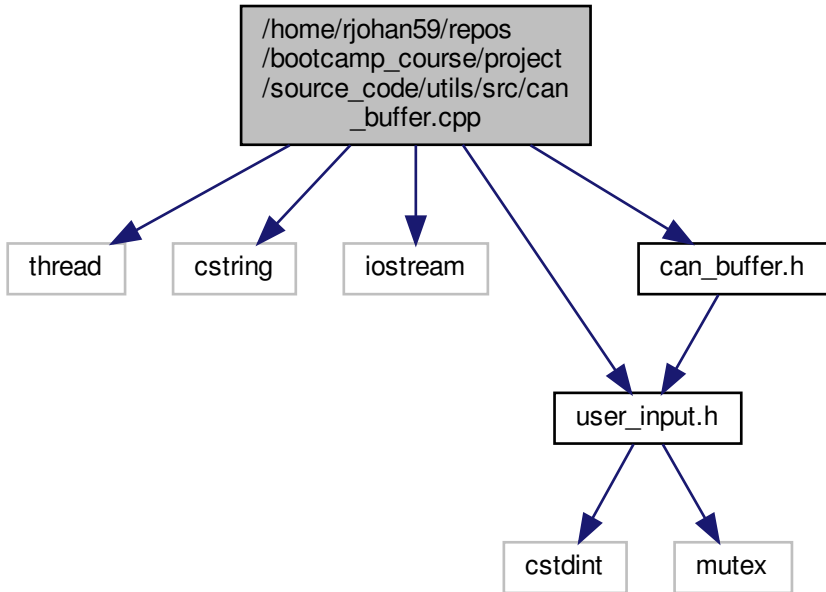 /home/rjohan59/repos
/bootcamp_course/project
/source_code/utils/src/can
_buffer.cpp
thread
cstring
iostream
can_buffer.h
user_input.h
cstdint
mutex